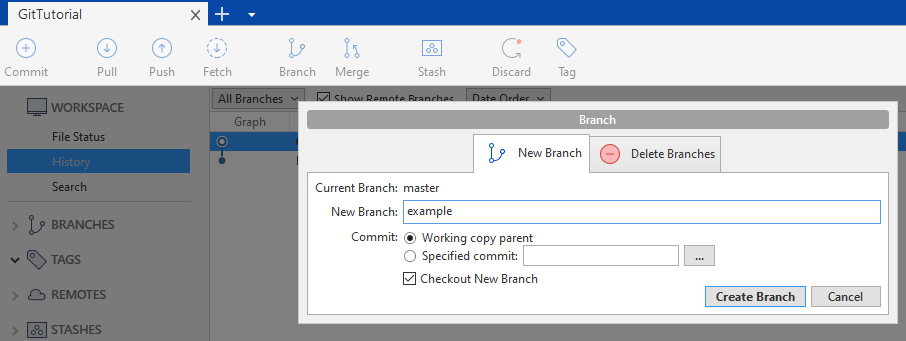 GitTutorial
Commit Pull Push Fetch Branch Merge Stash Discard Tag
WORKSPACE
File Status
History
Search
BRANCHES
TAGS
REMOTES
STASHES
All Branches Show Remote Branches Date Order
Graph
Branch
New Branch Delete Branches
Current Branch: master
New Branch: example
Commit: Working copy parent
Specified commit: ...
Checkout New Branch
Create Branch Cancel